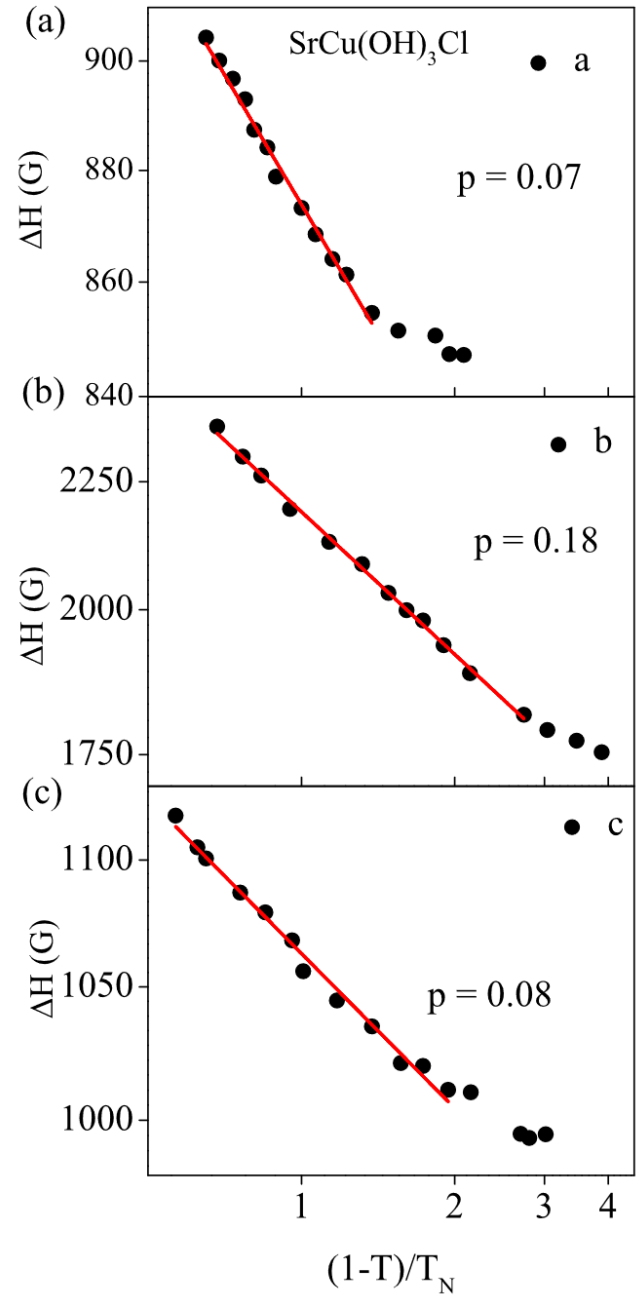 (a)
SrCu(OH)₃Cl
a
p = 0.07
900
880
860
840
ΔH (G)
(b)
b
p = 0.18
2250
2000
1750
ΔH (G)
(c)
c
p = 0.08
1100
1050
1000
ΔH (G)
1 2 3 4
(1-T)/T_N